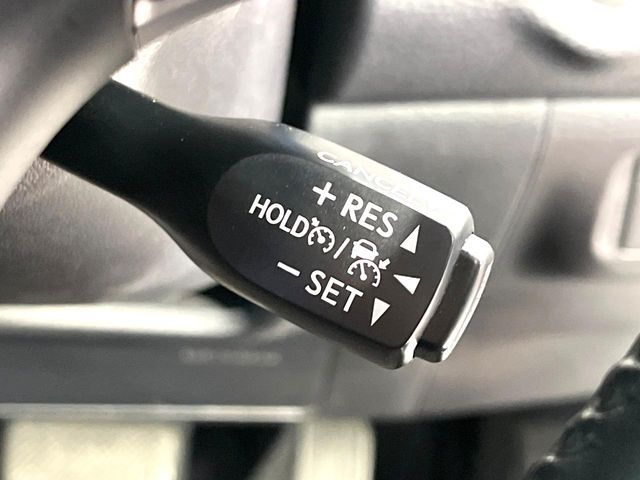 CANCEL
+ RES
HOLD /
− SET